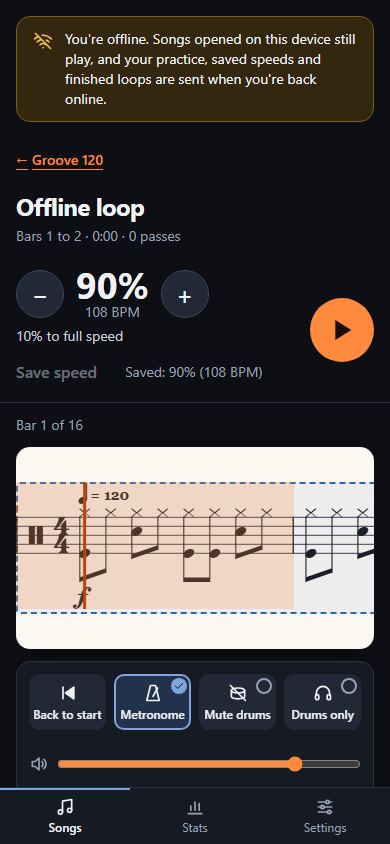 You're offline. Songs opened on this device still
play, and your practice, saved speeds and
finished loops are sent when you're back
online.
← Groove 120
Offline loop
Bars 1 to 2 · 0:00 · 0 passes
− 90% +
108 BPM
10% to full speed
Save speed Saved: 90% (108 BPM)
Bar 1 of 16
= 120
4
4
f
Back to start Metronome Mute drums Drums only
Songs Stats Settings